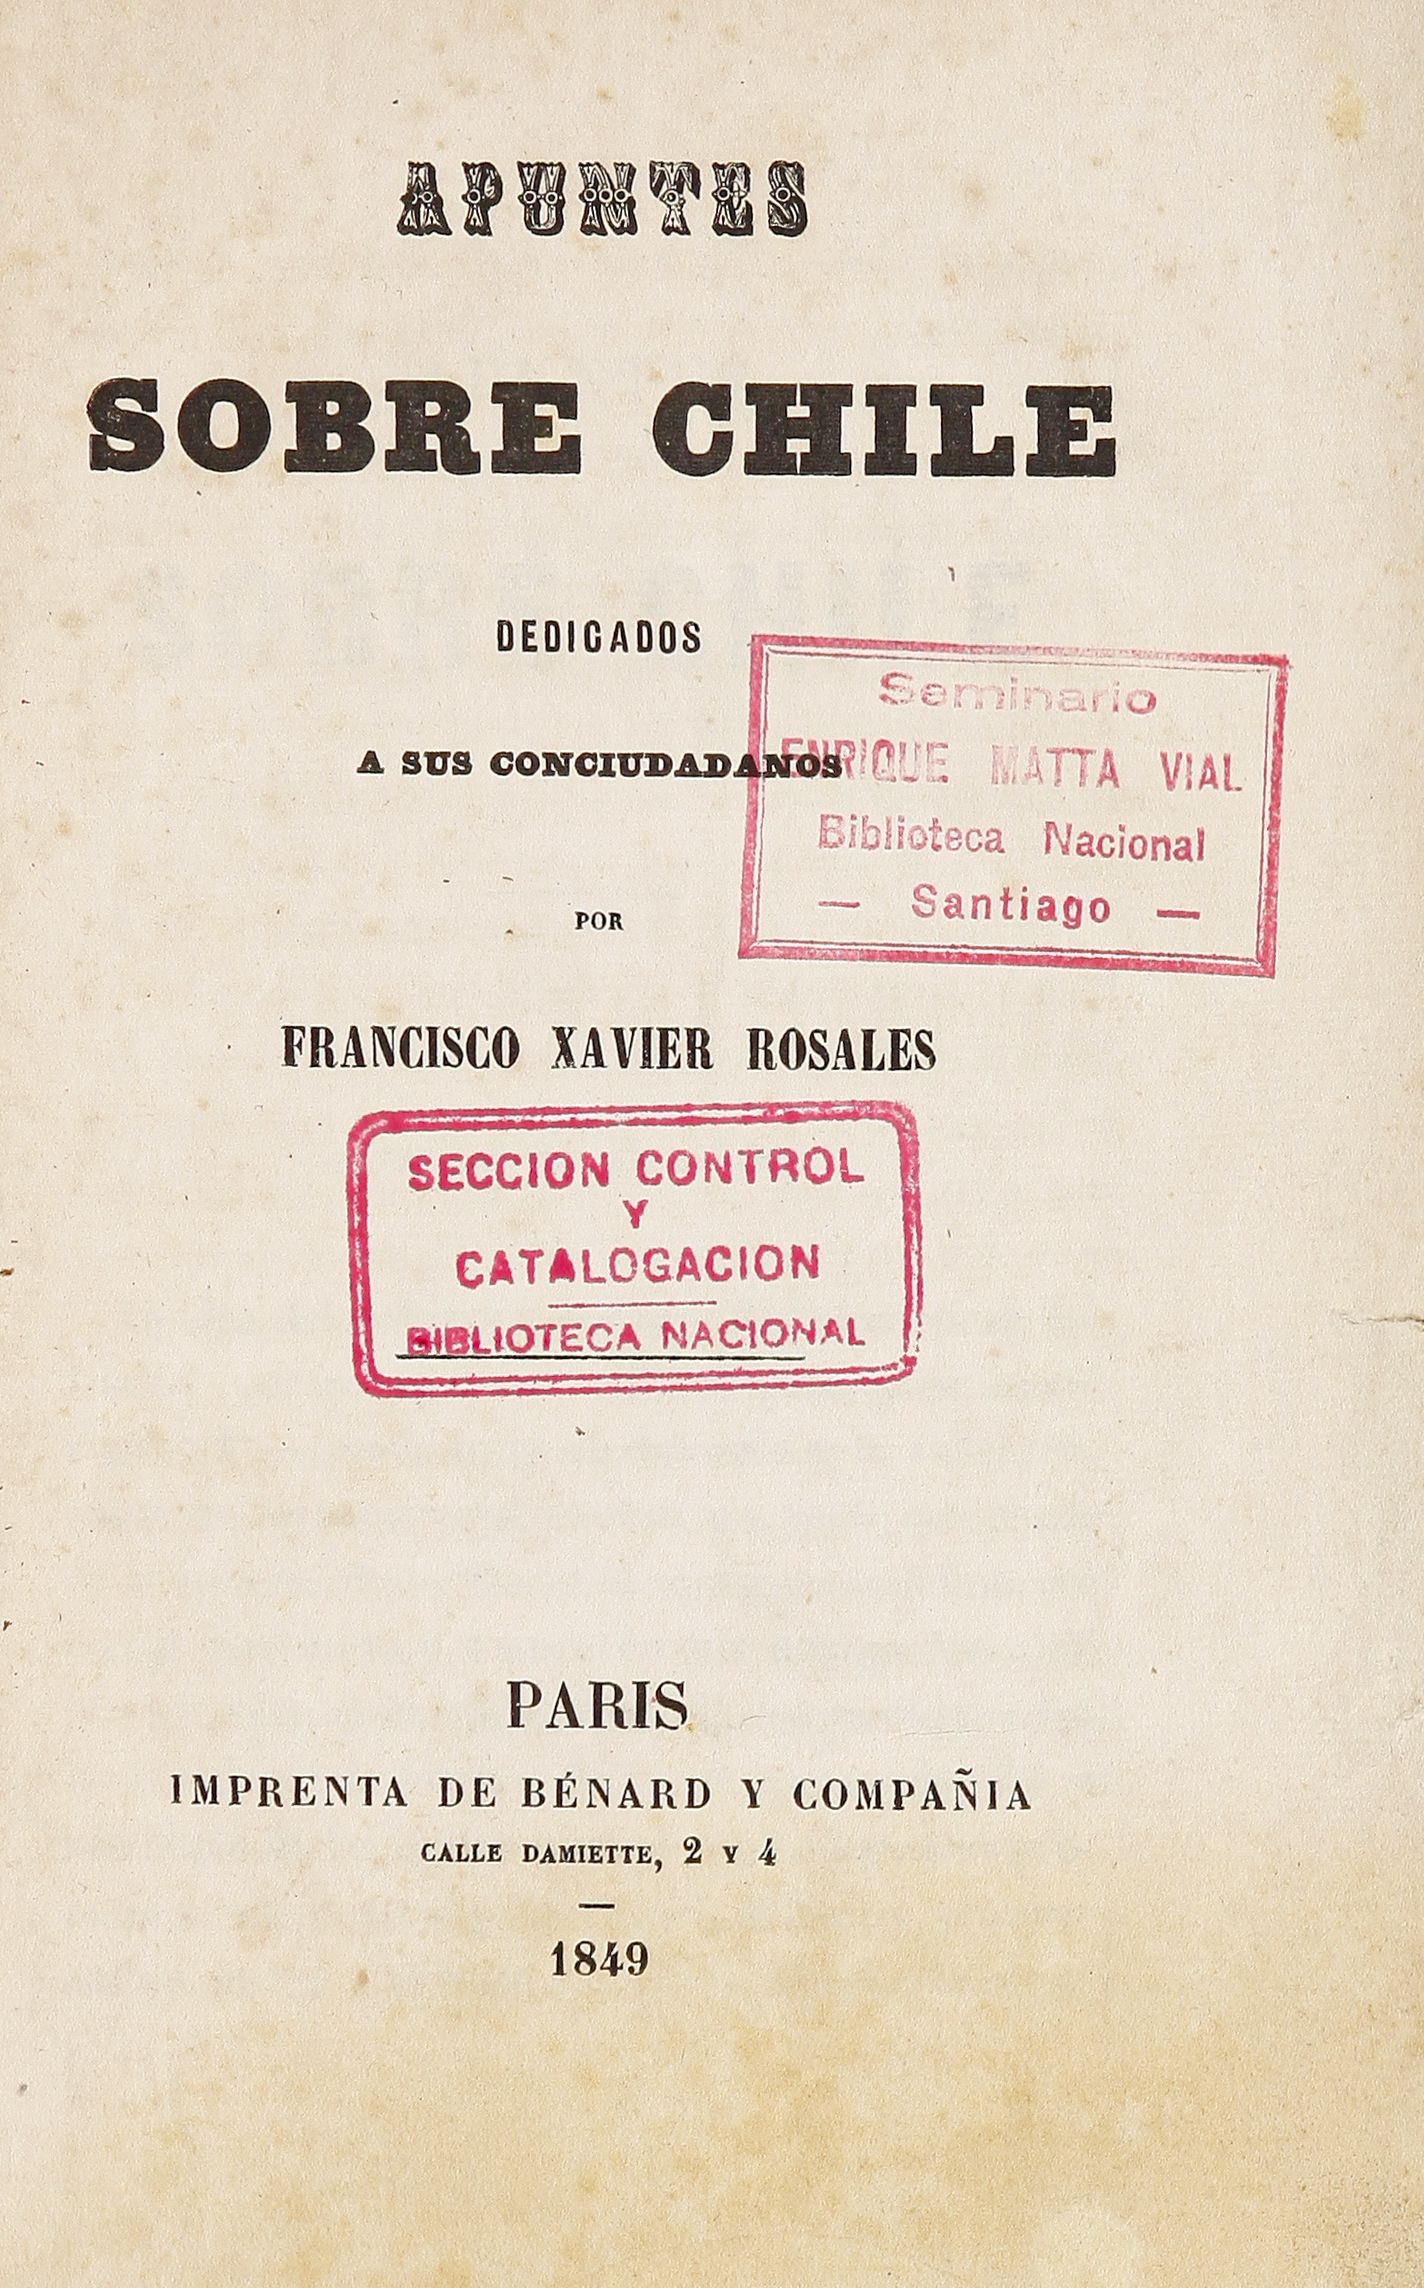 APUNTES
SOBRE CHILE
DEDICADOS
A SUS CONCIUDADANOS
Seminario
ENRIQUE MATTA VIAL
Biblioteca Nacional
— Santiago —
POR
FRANCISCO XAVIER ROSALES
SECCION CONTROL
Y
CATALOGACION
BIBLIOTECA NACIONAL
PARIS
IMPRENTA DE BÉNARD Y COMPAÑIA
CALLE DAMIETTE, 2 Y 4
1849